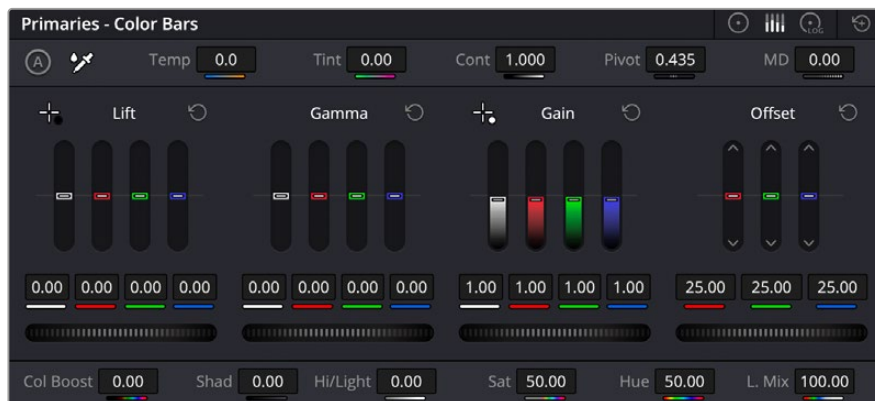 Primaries - Color Bars
LOG
A Temp 0.0 Tint 0.00 Cont 1.000 Pivot 0.435 MD 0.00
Lift Gamma Gain Offset
0.00 0.00 0.00 0.00 0.00 0.00 0.00 0.00 1.00 1.00 1.00 1.00 25.00 25.00 25.00
Col Boost 0.00 Shad 0.00 Hi/Light 0.00 Sat 50.00 Hue 50.00 L. Mix 100.00